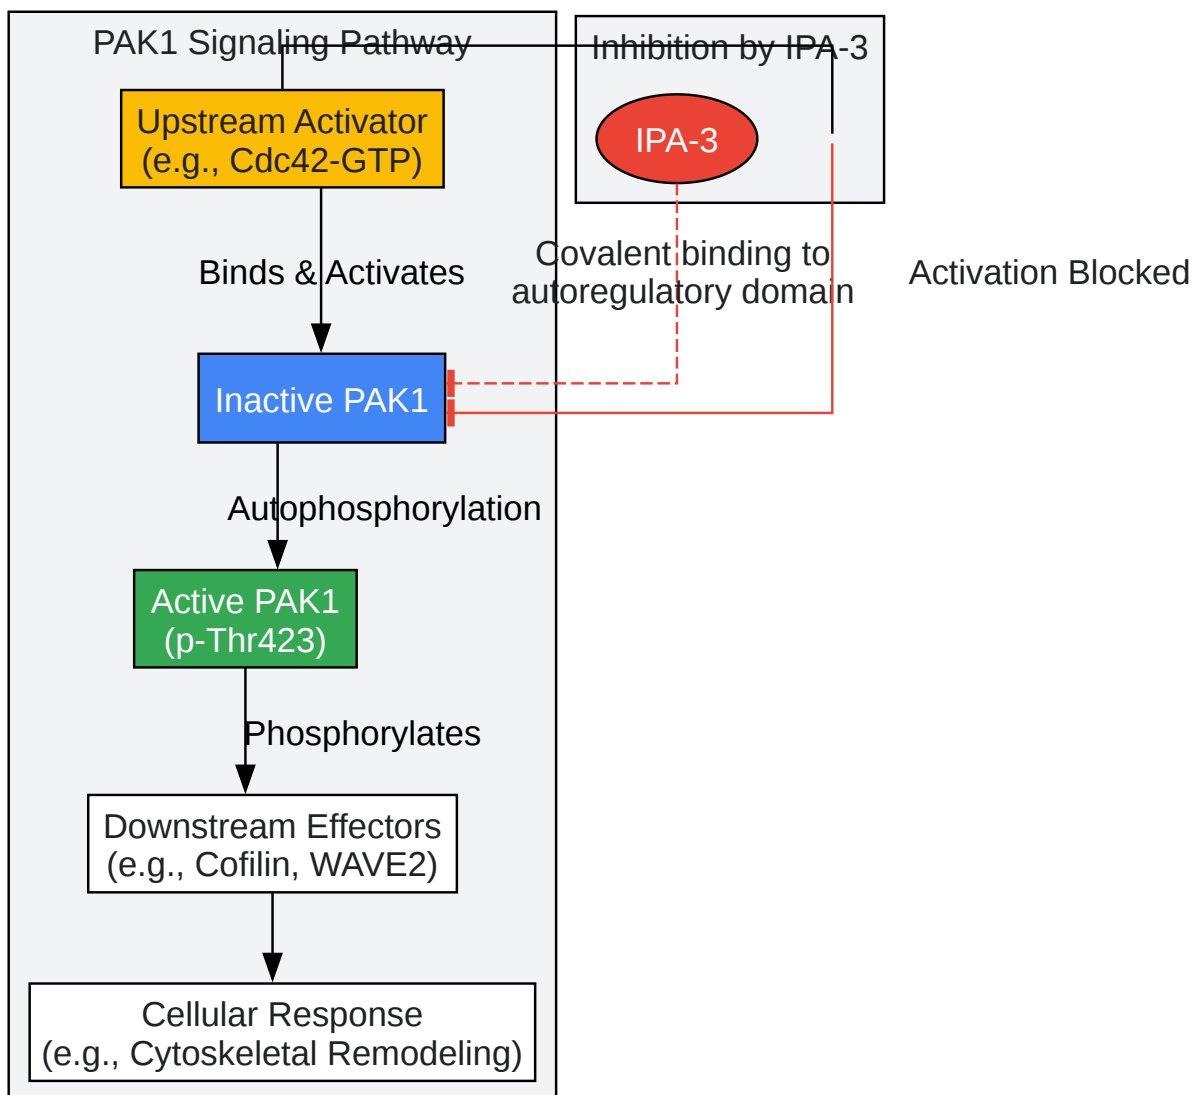 PAK1 Signaling Pathway
Inhibition by IPA-3
Upstream Activator
(e.g., Cdc42-GTP)
IPA-3
Binds & Activates
Covalent binding to
autoregulatory domain
Activation Blocked
Inactive PAK1
Autophosphorylation
Active PAK1
(p-Thr423)
Phosphorylates
Downstream Effectors
(e.g., Cofilin, WAVE2)
Cellular Response
(e.g., Cytoskeletal Remodeling)